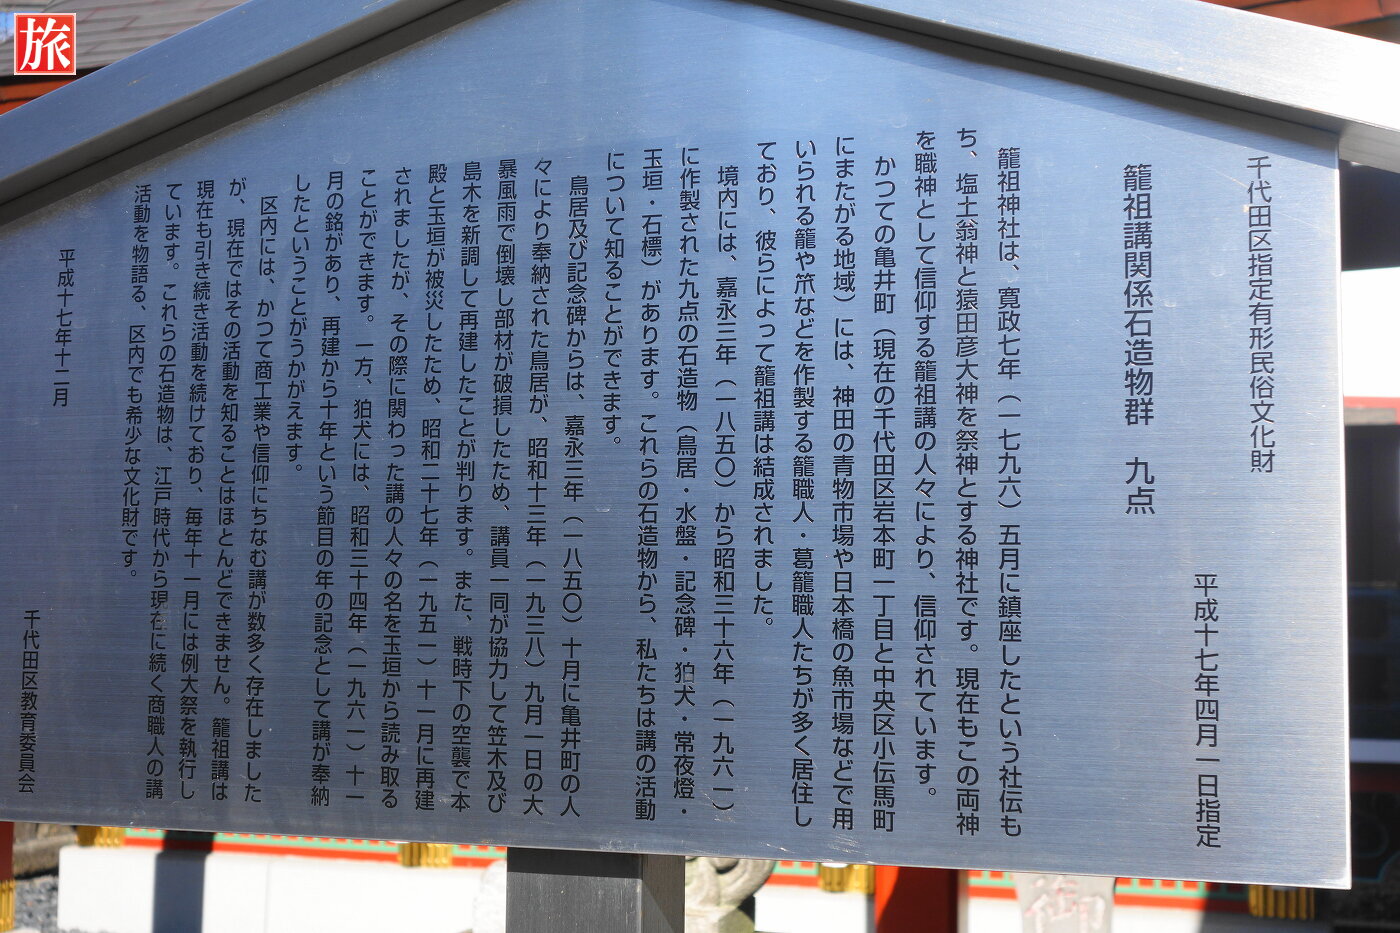 旅
千代田区指定有形民俗文化財
平成十七年四月一日指定
籠祖講関係石造物群　九点
籠祖神社は、寛政七年（一七九六）五月に鎮座したという社伝も
ち、塩土翁神と猿田彦大神を祭神とする神社です。現在もこの両神
を職神として信仰する籠祖講の人々により、信仰されています。
かつての亀井町（現在の千代田区岩本町一丁目と中央区小伝馬町
にまたがる地域）には、神田の青物市場や日本橋の魚市場などで用
いられる籠や笊などを作製する籠職人・葛籠職人たちが多く居住し
ており、彼らによって籠祖講は結成されました。
境内には、嘉永三年（一八五〇）から昭和三十六年（一九六一）
に作製された九点の石造物（鳥居・水盤・記念碑・狛犬・常夜燈・
玉垣・石標）があります。これらの石造物から、私たちは講の活動
について知ることができます。
鳥居及び記念碑からは、嘉永三年（一八五〇）十月に亀井町の人
々により奉納された鳥居が、昭和十三年（一九三八）九月一日の大
暴風雨で倒壊し部材が破損したため、講員一同が協力して笠木及び
島木を新調して再建したことが判ります。また、戦時下の空襲で本
殿と玉垣が被災したため、昭和二十七年（一九五一）十一月に再建
されましたが、その際に関わった講の人々の名を玉垣から読み取る
ことができます。一方、狛犬には、昭和三十四年（一九六一）十一
月の銘があり、再建から十年という節目の年の記念として講が奉納
したということがうかがえます。
区内には、かつて商工業や信仰にちなむ講が数多く存在しました
が、現在ではその活動を知ることはほとんどできません。籠祖講は
現在も引き続き活動を続けており、毎年十一月には例大祭を執行し
ています。これらの石造物は、江戸時代から現在に続く商職人の講
活動を物語る、区内でも希少な文化財です。
平成十七年十二月
千代田区教育委員会
御